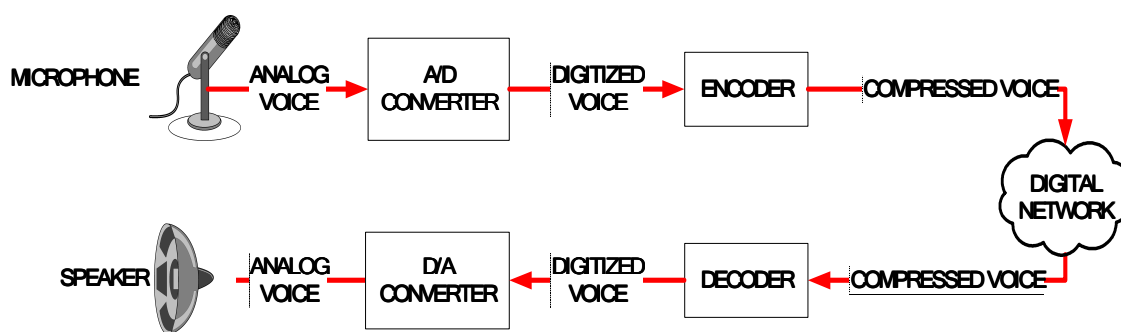 MICROPHONE
ANALOG
VOICE
A/D
CONVERTER
DIGITIZED
VOICE
ENCODER
COMPRESSED VOICE
DIGITAL
NETWORK
SPEAKER
ANALOG
VOICE
D/A
CONVERTER
DIGITIZED
VOICE
DECODER
COMPRESSED VOICE